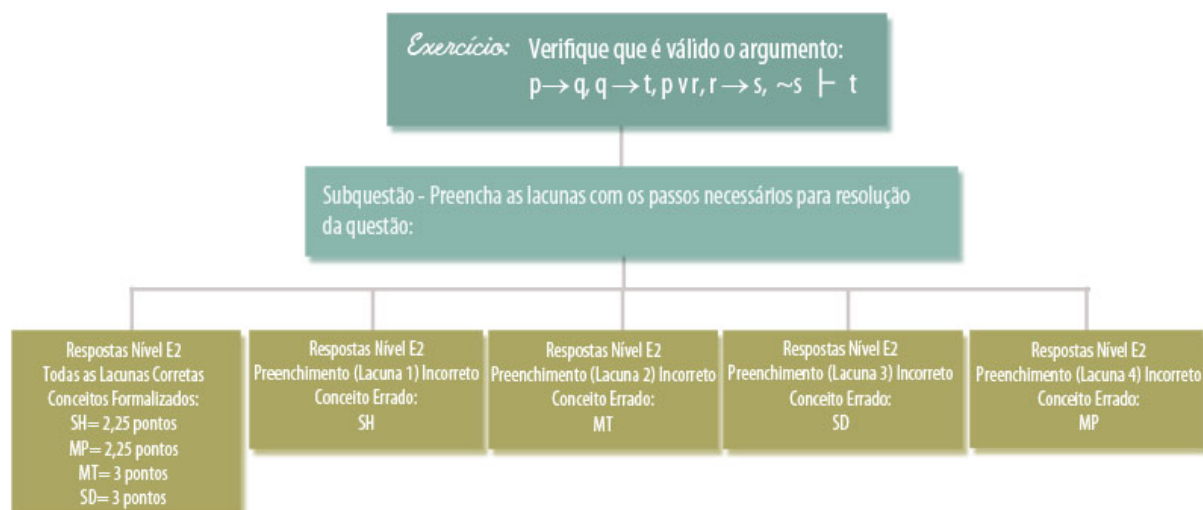 Exercício: Verifique que é válido o argumento:
p→q, q→t, p v r, r→s, ~s ├ t
Subquestão - Preencha as lacunas com os passos necessários para resolução
da questão:
Respostas Nível E2
Todas as Lacunas Corretas
Conceitos Formalizados:
SH= 2,25 pontos
MP= 2,25 pontos
MT= 3 pontos
SD= 3 pontos
Respostas Nível E2
Preenchimento (Lacuna 1) Incorreto
Conceito Errado:
SH
Respostas Nível E2
Preenchimento (Lacuna 2) Incorreto
Conceito Errado:
MT
Respostas Nível E2
Preenchimento (Lacuna 3) Incorreto
Conceito Errado:
SD
Respostas Nível E2
Preenchimento (Lacuna 4) Incorreto
Conceito Errado:
MP